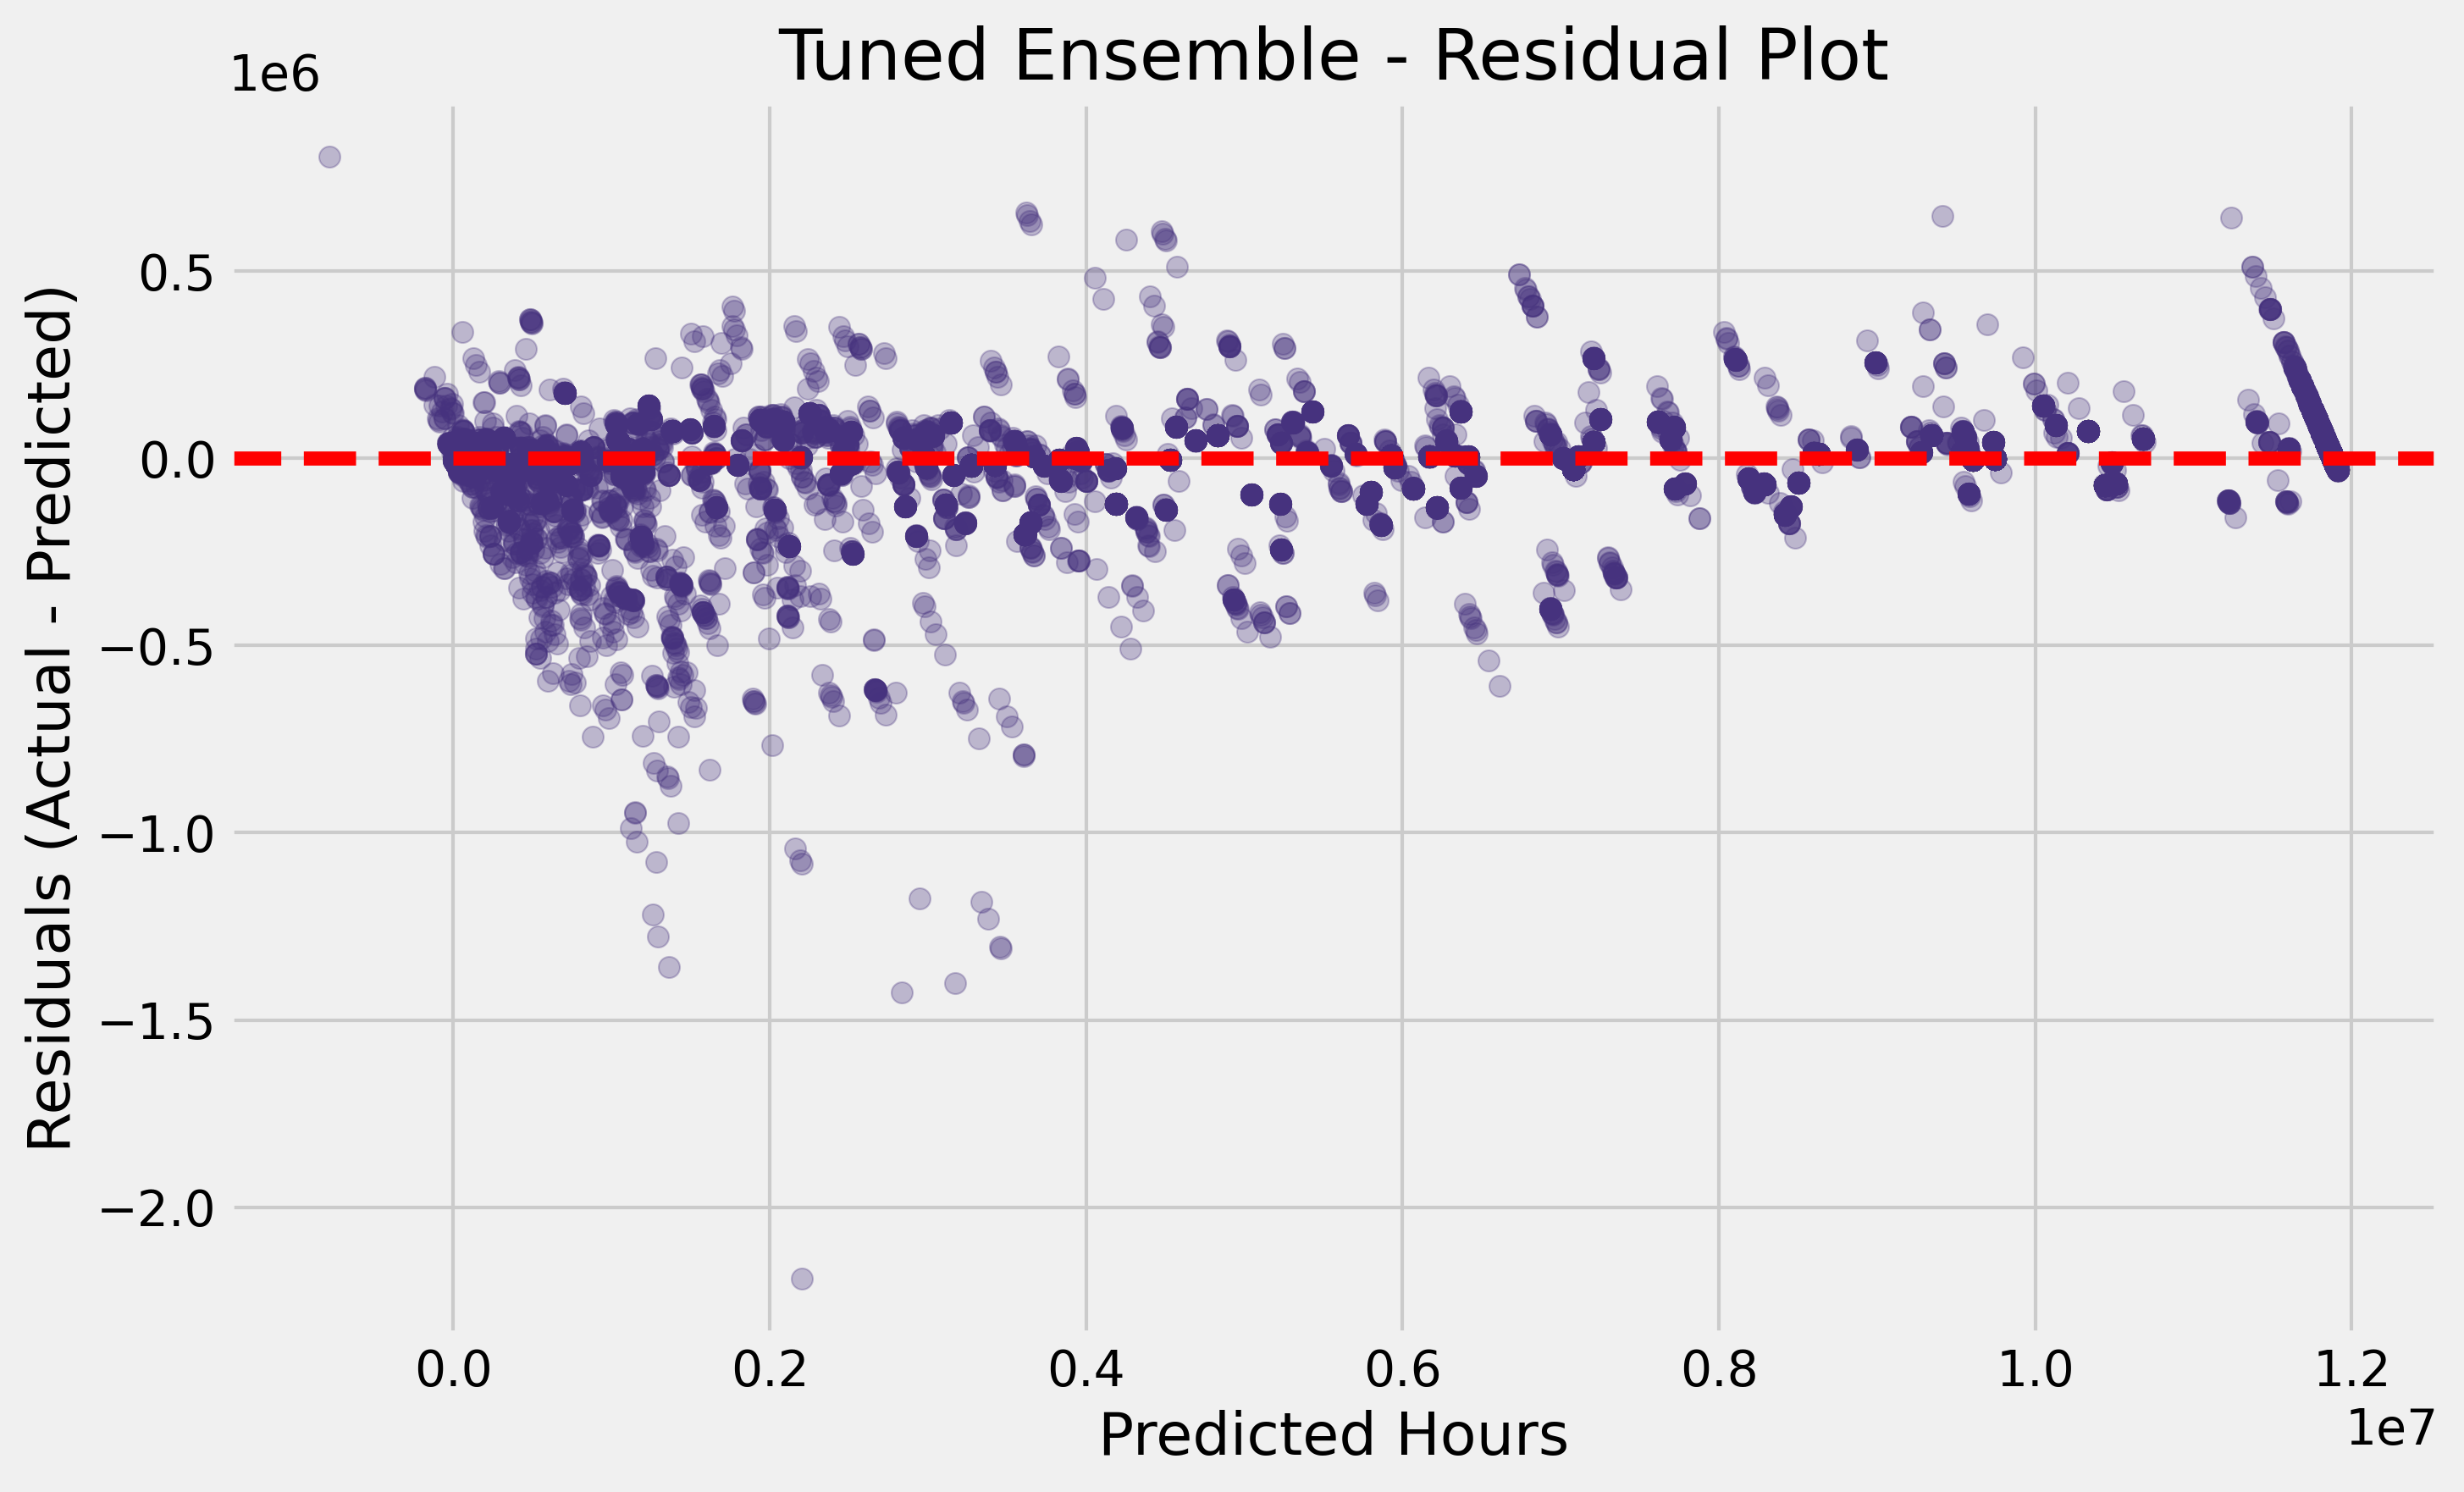 Tuned Ensemble - Residual Plot
1e6
Residuals (Actual - Predicted)
0.5
0.0
−0.5
−1.0
−1.5
−2.0
0.0 0.2 0.4 0.6 0.8 1.0 1.2
1e7
Predicted Hours